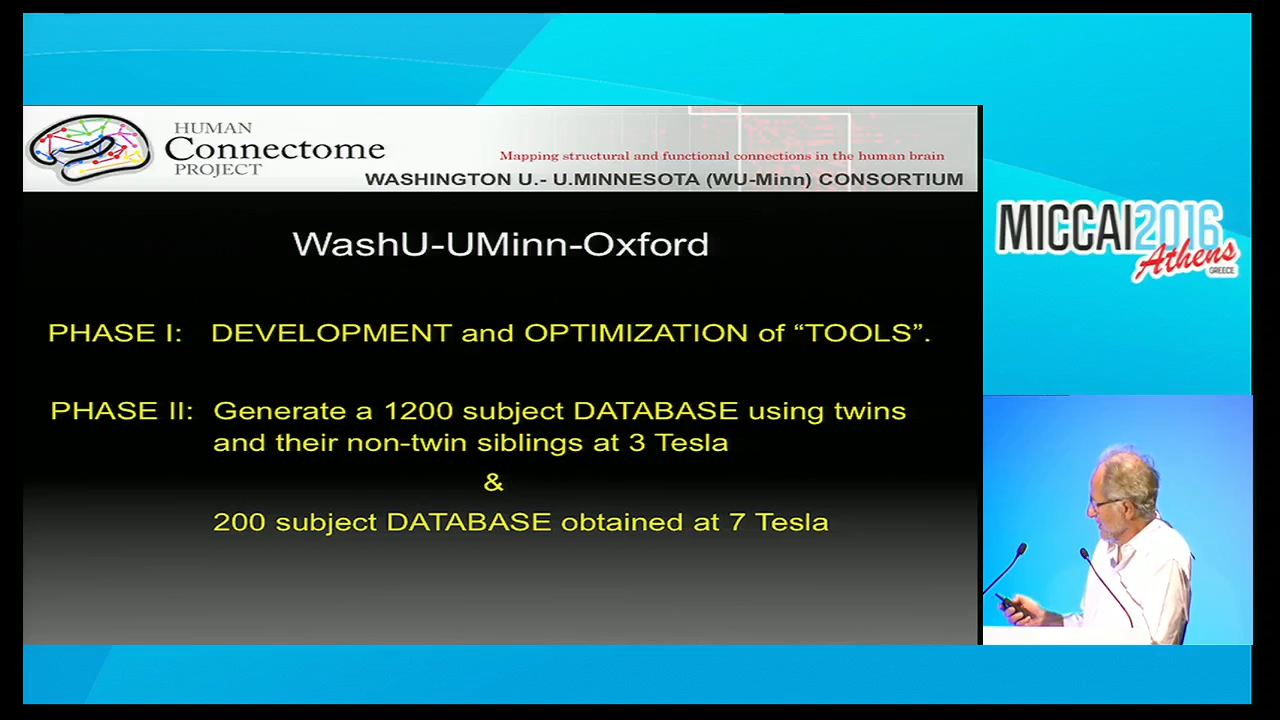 HUMAN
Connectome
PROJECT
Mapping structural and functional connections in the human brain
WASHINGTON U.- U.MINNESOTA (WU-Minn) CONSORTIUM
WashU-UMinn-Oxford
PHASE I: DEVELOPMENT and OPTIMIZATION of “TOOLS”.
PHASE II: Generate a 1200 subject DATABASE using twins
and their non-twin siblings at 3 Tesla
&
200 subject DATABASE obtained at 7 Tesla
MICCAI2016
Athens
GREECE